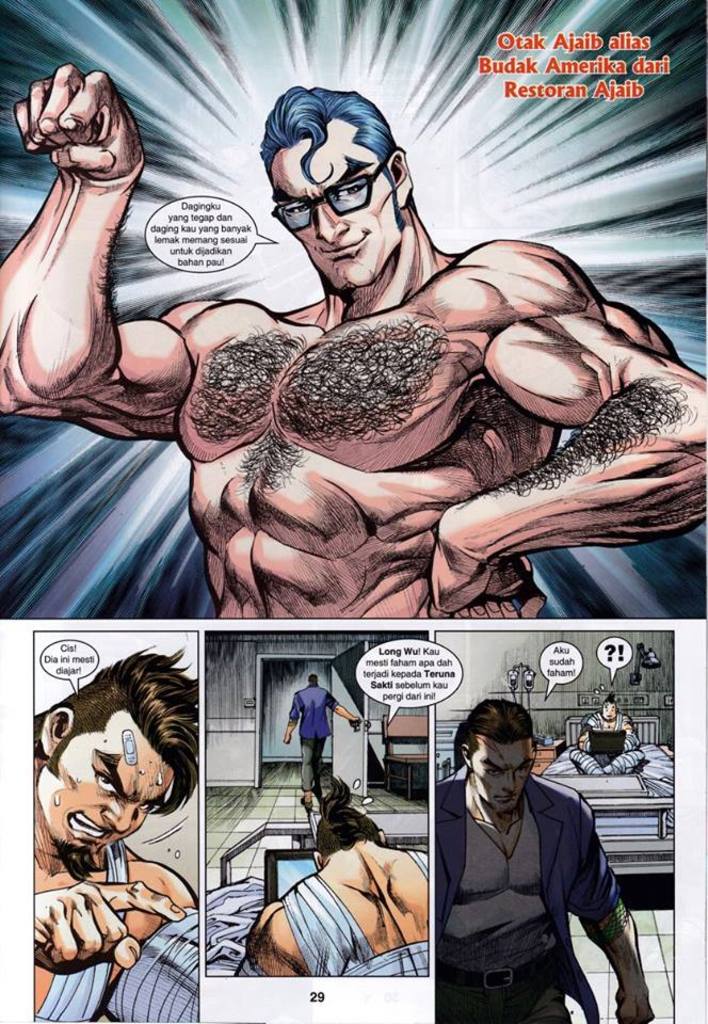 Otak Ajaib alias
Budak Amerika dari
Restoran Ajaib
Dagingku
yang tegap dan
daging kau yang banyak
lemak memang sesuai
untuk dijadikan
bahan pau!
Cis!
Dia ini mesti
diajar!
Long Wu! Kau
mesti faham apa dah
terjadi kepada Teruna
Sakti sebelum kau
pergi dari ini!
Aku
sudah
faham!
?!
29